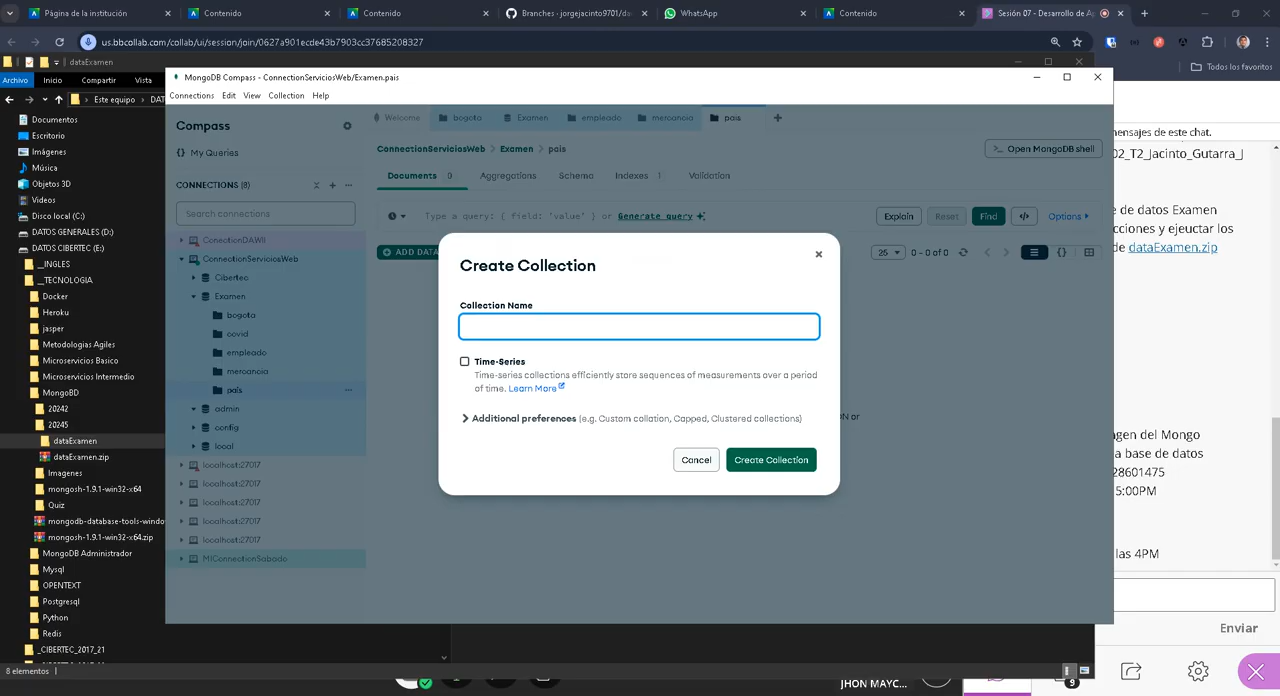 Página de la institución
Contenido
Contenido
Branches - jorgejacinto9701/da
WhatsApp
Contenido
Sesión 07 - Desarrollo de Ap
us.bbcollab.com/collab/ui/session/join/0627a901ecde43b7903cc37685208327
Todos los favoritos
dataExamen
Archivo
Inicio
Compartir
Vista
Este equipo
DAT
Documentos
Escritorio
Imágenes
Música
Objetos 3D
Videos
Disco local (C:)
DATOS GENERALES (D:)
DATOS CIBERTEC (E:)
__INGLES
__TECNOLOGIA
Docker
Heroku
jasper
Metodologias Agiles
Microservicios Basico
Microservicios Intermedio
MongoBD
20242
20245
dataExamen
dataExamen.zip
Imagenes
mongosh-1.9.1-win32-x64
Quiz
mongodb-database-tools-windo
mongosh-1.9.1-win32-x64.zip
MongoDB Administrador
Mysql
OPENTEXT
Postgresql
Python
Redis
_CIBERTEC_2017_21
8 elementos
MongoDB Compass - ConnectionServiciosWeb/Examen.pais
Connections Edit View Collection Help
Compass
My Queries
CONNECTIONS (8)
Search connections
ConectionDAWII
ConnectionServiciosWeb
Cibertec
Examen
bogota
covid
empleado
mercancia
pais
admin
config
local
localhost:27017
localhost:27017
localhost:27017
localhost:27017
localhost:27017
MIConnectionSabado
Welcome
bogota
Examen
empleado
mercancia
pais
ConnectionServiciosWeb > Examen > pais
>_ Open MongoDB shell
Documents 0
Aggregations
Schema
Indexes 1
Validation
Type a query: { field: 'value' } or Generate query
Explain
Reset
Find
</>
Options
ADD DATA
25
0 - 0 of 0
{}
Create Collection
Collection Name
Time-Series
Time-series collections efficiently store sequences of measurements over a period
of time. Learn More
Additional preferences (e.g. Custom collation, Capped, Clustered collections)
Cancel
Create Collection
ON or
mensajes de este chat.
02_T2_Jacinto_Gutarra_J
e de datos Examen
cciones y ejeuctar los
de dataExamen.zip
agen del Mongo
a base de datos
28601475
5:00PM
las 4PM
Enviar
JHON MAYC...
9